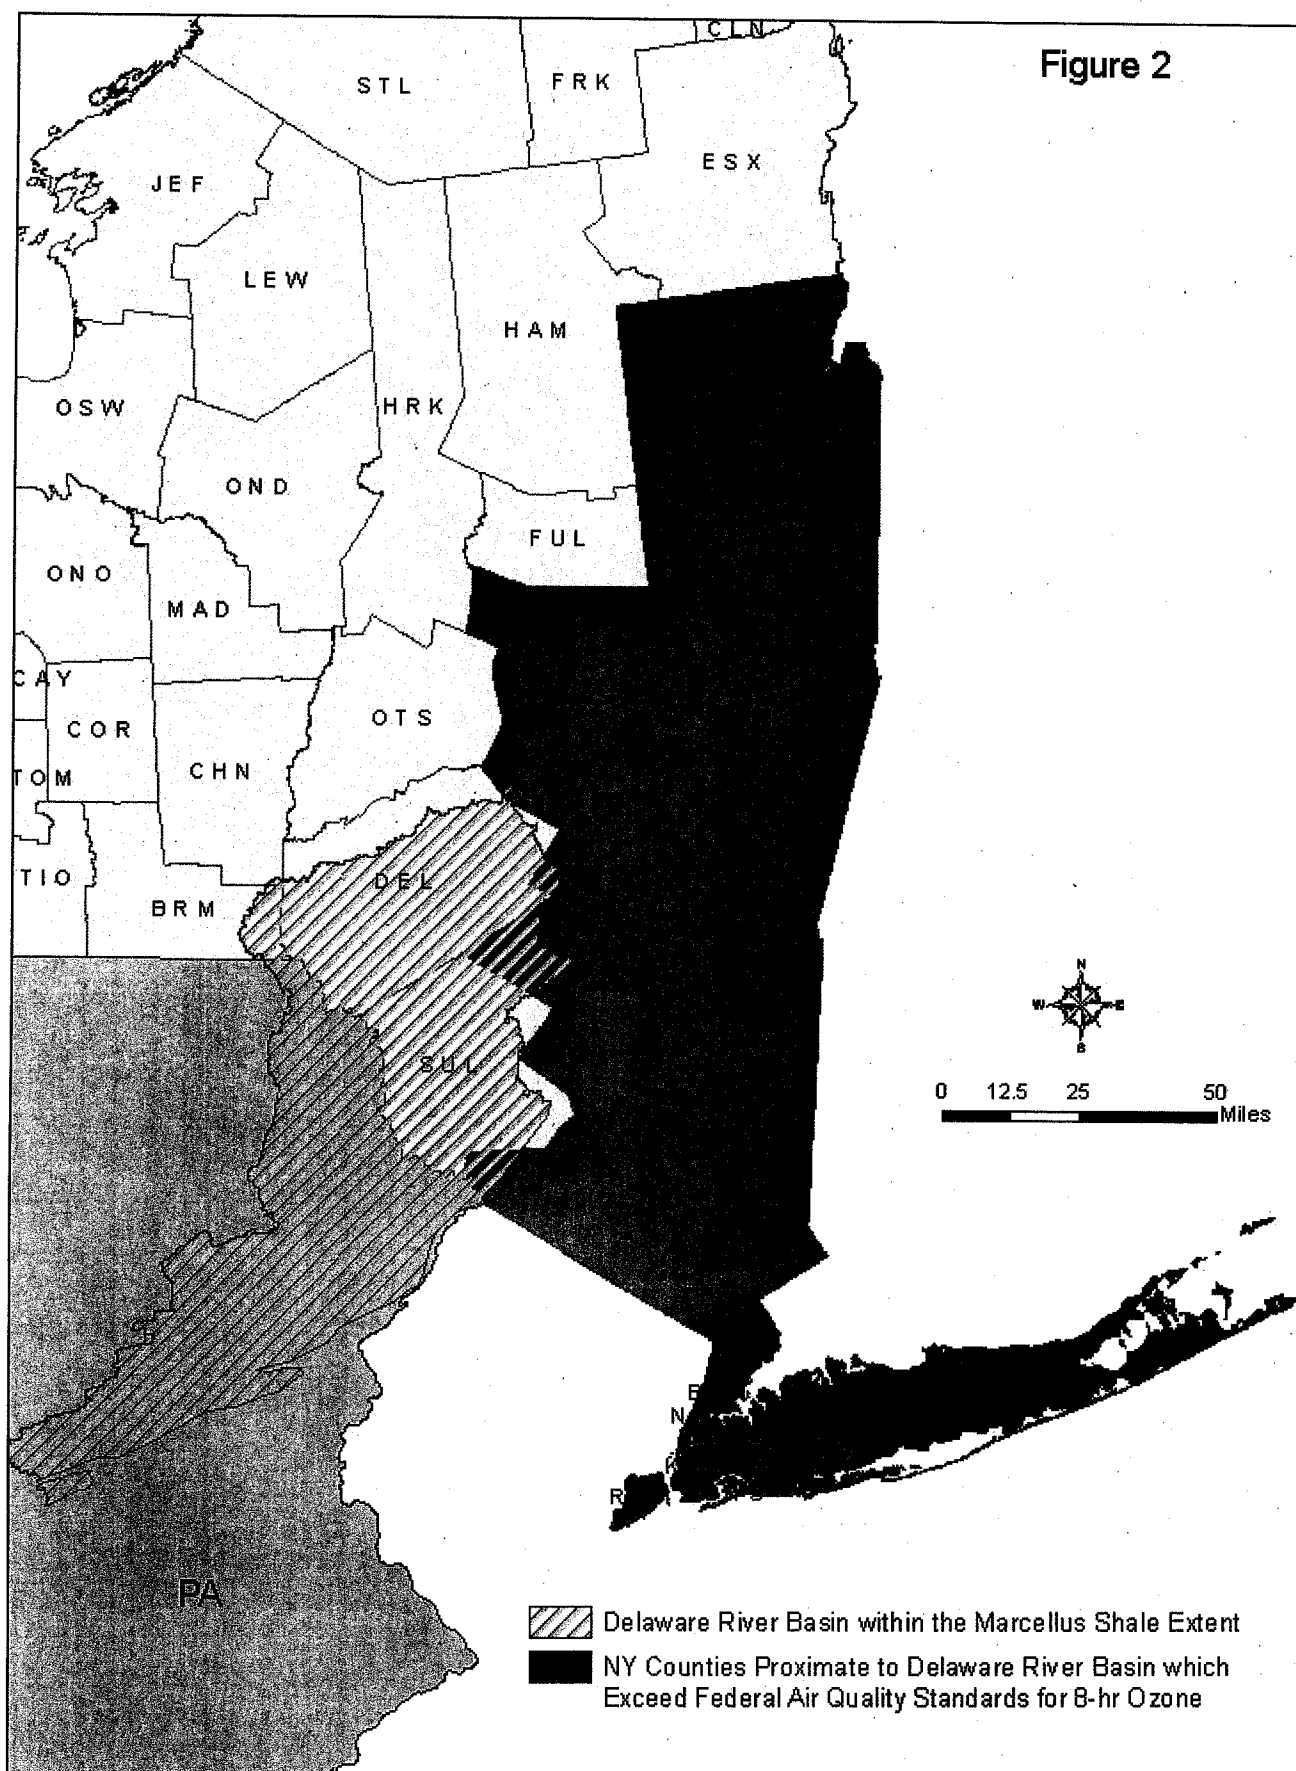 Figure 2
CLN
STL
FRK
ESX
JEF
LEW
HAM
OSW
HRK
OND
FUL
ONO
MAD
CAY
OTS
COR
CHN
TOM
DEL
TIO
BRM
N
W E
S
SUL
0 12.5 25 50
Miles
N
R
PA
Delaware River Basin within the Marcellus Shale Extent
NY Counties Proximate to Delaware River Basin which
Exceed Federal Air Quality Standards for 8-hr Ozone